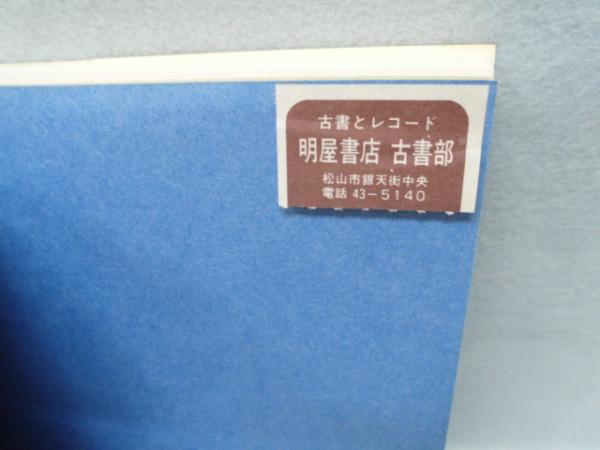 古書とレコード
明屋書店 古書部
松山市銀天街中央
電話 43-5140